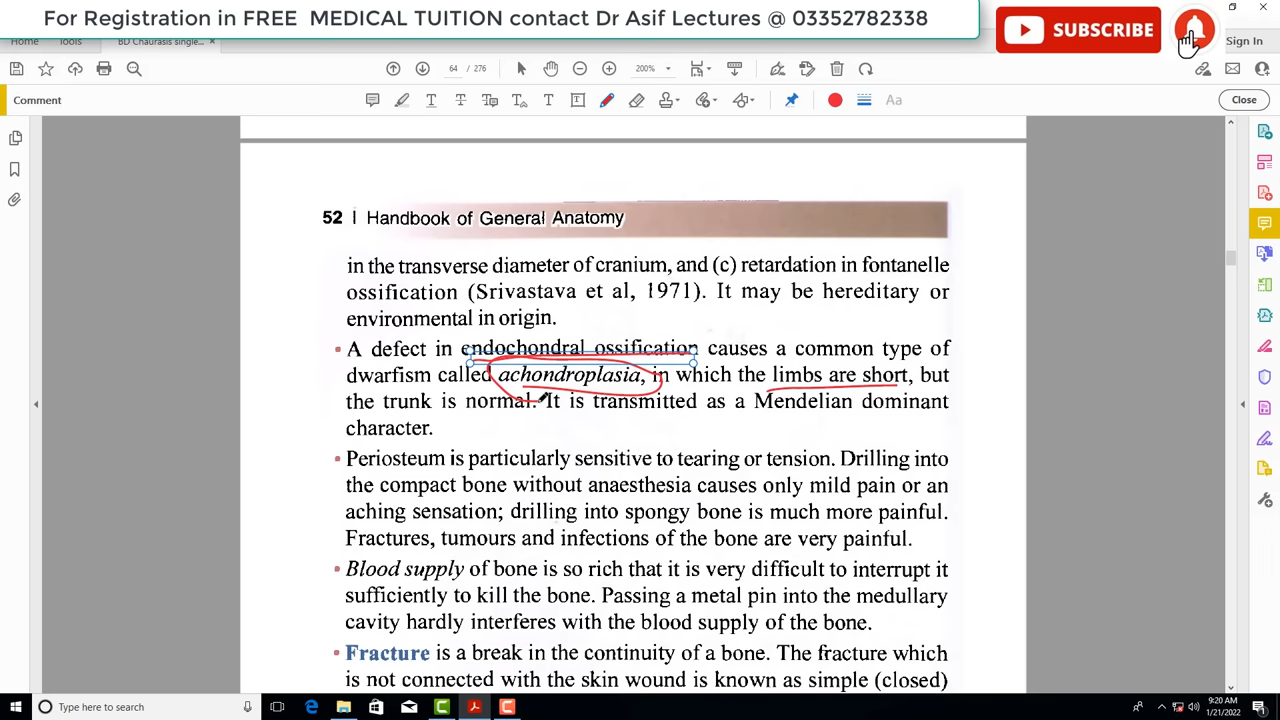 For Registration in FREE MEDICAL TUITION contact Dr Asif Lectures @ 03352782338
SUBSCRIBE
Home Tools BD Chaurasis single... × Sign In
64 / 276 200%
Comment Aa Close
52 | Handbook of General Anatomy
in the transverse diameter of cranium, and (c) retardation in fontanelle
ossification (Srivastava et al, 1971). It may be hereditary or
environmental in origin.
• A defect in endochondral ossification causes a common type of
dwarfism called achondroplasia, in which the limbs are short, but
the trunk is normal. It is transmitted as a Mendelian dominant
character.
• Periosteum is particularly sensitive to tearing or tension. Drilling into
the compact bone without anaesthesia causes only mild pain or an
aching sensation; drilling into spongy bone is much more painful.
Fractures, tumours and infections of the bone are very painful.
• Blood supply of bone is so rich that it is very difficult to interrupt it
sufficiently to kill the bone. Passing a metal pin into the medullary
cavity hardly interferes with the blood supply of the bone.
• Fracture is a break in the continuity of a bone. The fracture which
is not connected with the skin wound is known as simple (closed)
Type here to search
9:20 AM
1/21/2022